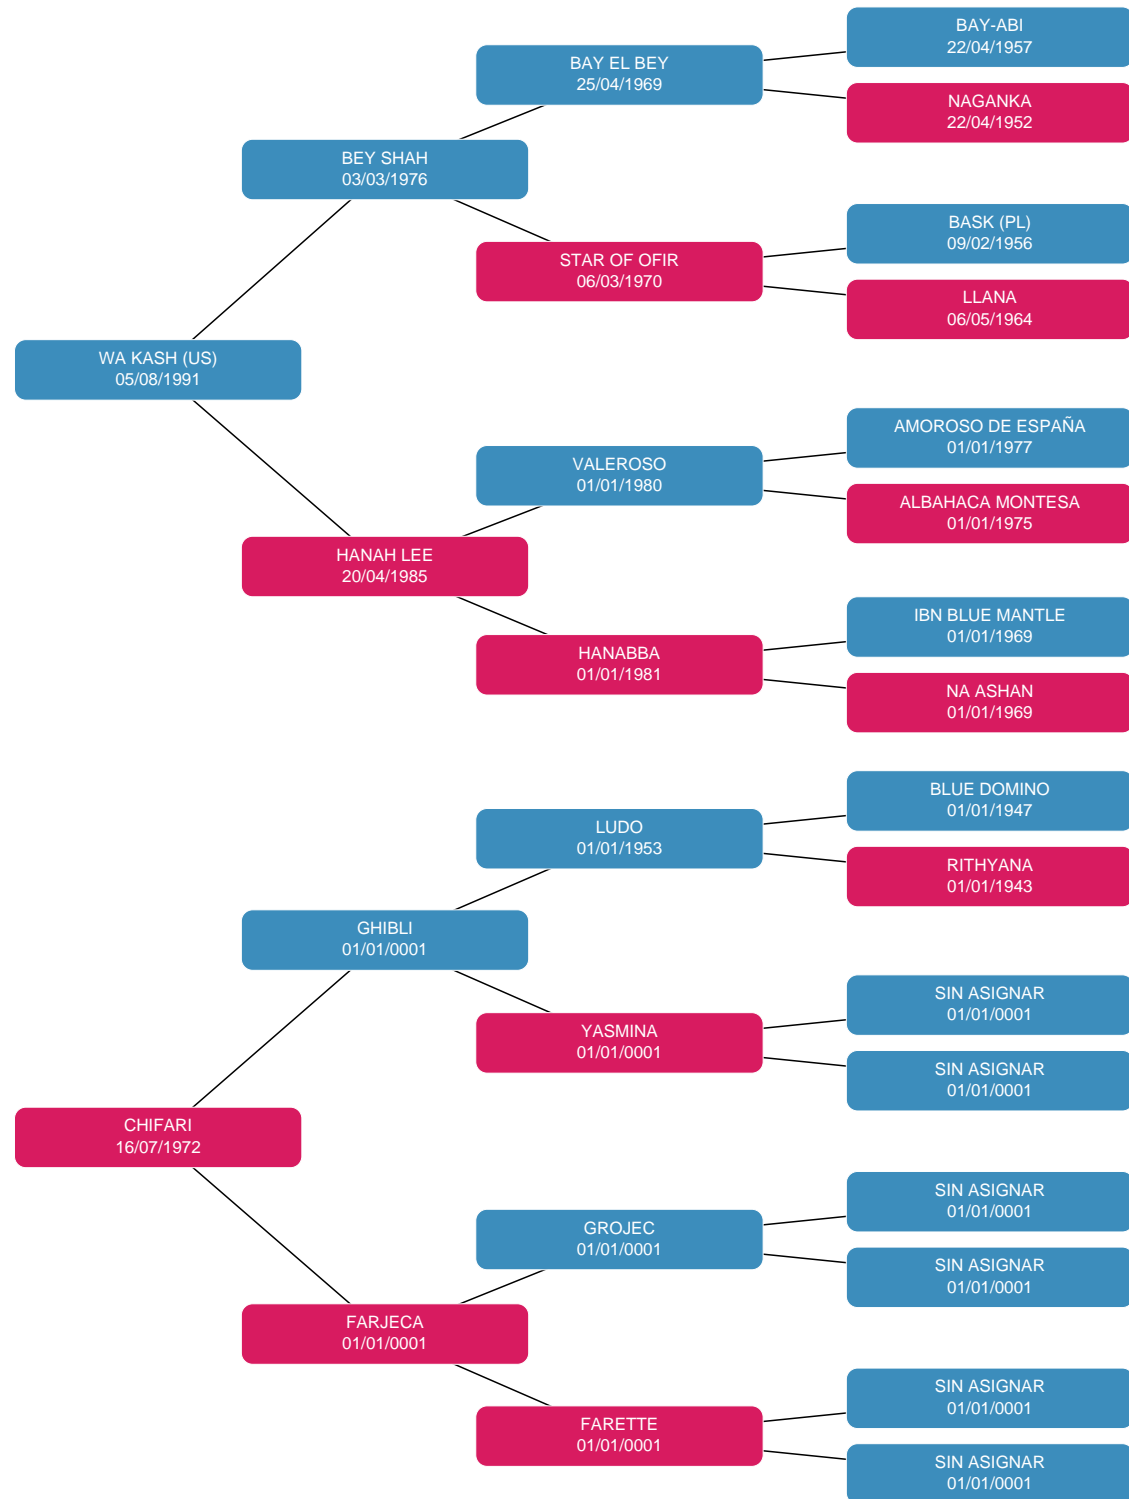 BAY-ABI
22/04/1957
BAY EL BEY
25/04/1969
NAGANKA
22/04/1952
BEY SHAH
03/03/1976
BASK (PL)
09/02/1956
STAR OF OFIR
06/03/1970
LLANA
06/05/1964
WA KASH (US)
05/08/1991
AMOROSO DE ESPAÑA
01/01/1977
VALEROSO
01/01/1980
ALBAHACA MONTESA
01/01/1975
HANAH LEE
20/04/1985
IBN BLUE MANTLE
01/01/1969
HANABBA
01/01/1981
NA ASHAN
01/01/1969
BLUE DOMINO
01/01/1947
LUDO
01/01/1953
RITHYANA
01/01/1943
GHIBLI
01/01/0001
SIN ASIGNAR
01/01/0001
YASMINA
01/01/0001
SIN ASIGNAR
01/01/0001
CHIFARI
16/07/1972
SIN ASIGNAR
01/01/0001
GROJEC
01/01/0001
SIN ASIGNAR
01/01/0001
FARJECA
01/01/0001
SIN ASIGNAR
01/01/0001
FARETTE
01/01/0001
SIN ASIGNAR
01/01/0001